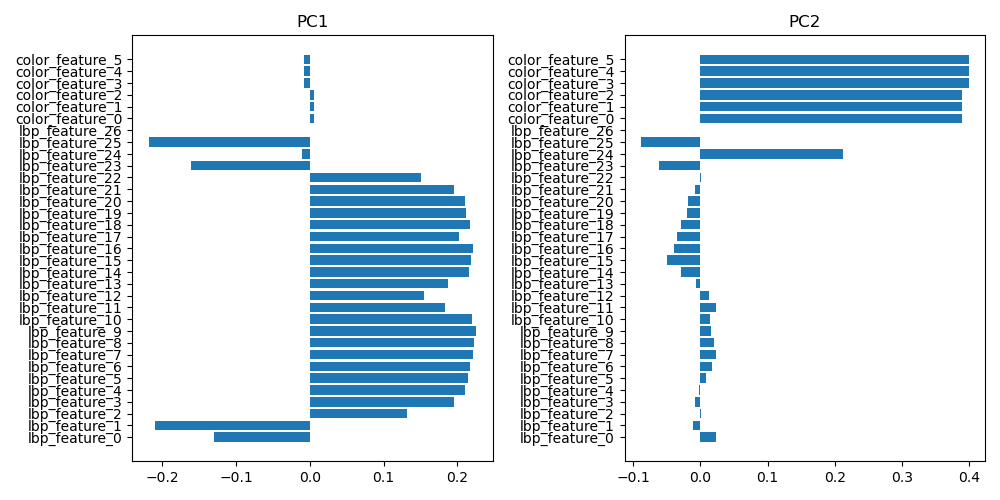 PC1
color_feature_5
color_feature_4
color_feature_3
color_feature_2
color_feature_1
color_feature_0
lbp_feature_26
lbp_feature_25
lbp_feature_24
lbp_feature_23
lbp_feature_22
lbp_feature_21
lbp_feature_20
lbp_feature_19
lbp_feature_18
lbp_feature_17
lbp_feature_16
lbp_feature_15
lbp_feature_14
lbp_feature_13
lbp_feature_12
lbp_feature_11
lbp_feature_10
lbp_feature_9
lbp_feature_8
lbp_feature_7
lbp_feature_6
lbp_feature_5
lbp_feature_4
lbp_feature_3
lbp_feature_2
lbp_feature_1
lbp_feature_0
−0.2 −0.1 0.0 0.1 0.2
PC2
color_feature_5
color_feature_4
color_feature_3
color_feature_2
color_feature_1
color_feature_0
lbp_feature_26
lbp_feature_25
lbp_feature_24
lbp_feature_23
lbp_feature_22
lbp_feature_21
lbp_feature_20
lbp_feature_19
lbp_feature_18
lbp_feature_17
lbp_feature_16
lbp_feature_15
lbp_feature_14
lbp_feature_13
lbp_feature_12
lbp_feature_11
lbp_feature_10
lbp_feature_9
lbp_feature_8
lbp_feature_7
lbp_feature_6
lbp_feature_5
lbp_feature_4
lbp_feature_3
lbp_feature_2
lbp_feature_1
lbp_feature_0
−0.1 0.0 0.1 0.2 0.3 0.4